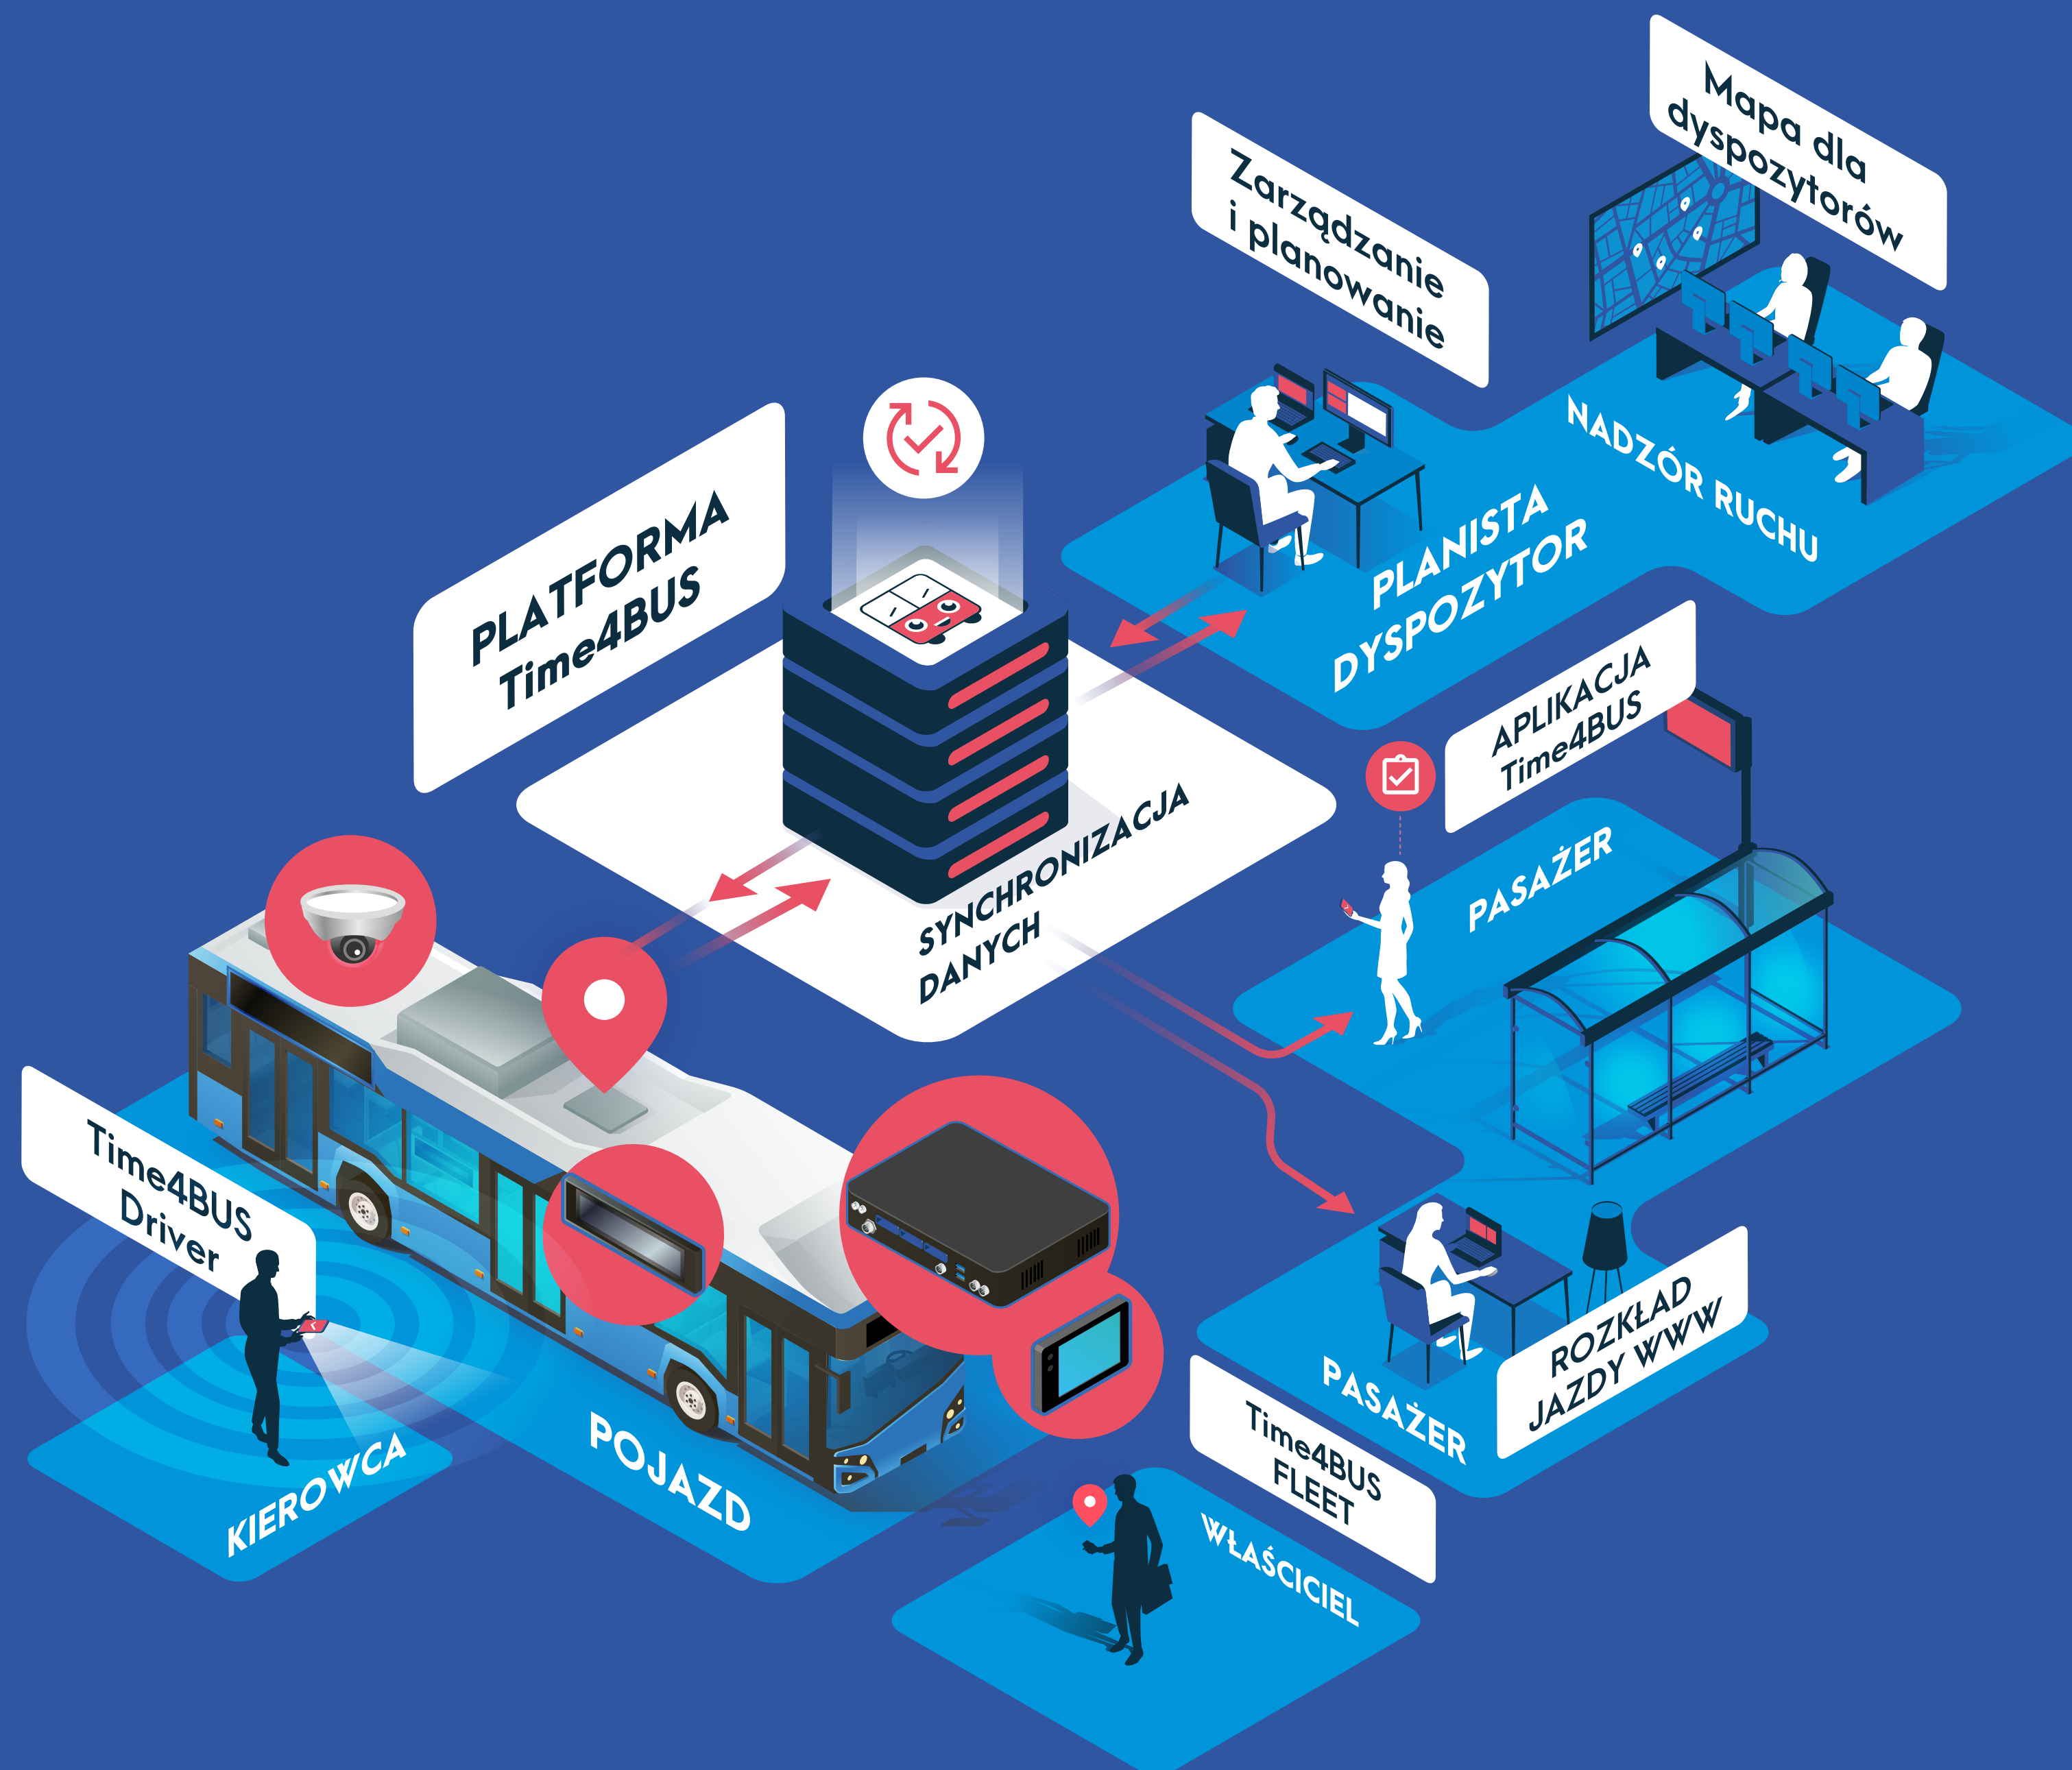 Mapa dla
dyspozytorów
Zarządzanie
i planowanie
NADZÓR RUCHU
PLANISTA
DYSPOZYTOR
PLATFORMA
Time4BUS
SYNCHRONIZACJA
DANYCH
APLIKACJA
Time4BUS
PASAŻER
Time4BUS
Driver
KIEROWCA
POJAZD
ROZKŁAD
JAZDY WWW
PASAŻER
Time4BUS
FLEET
WŁAŚCICIEL